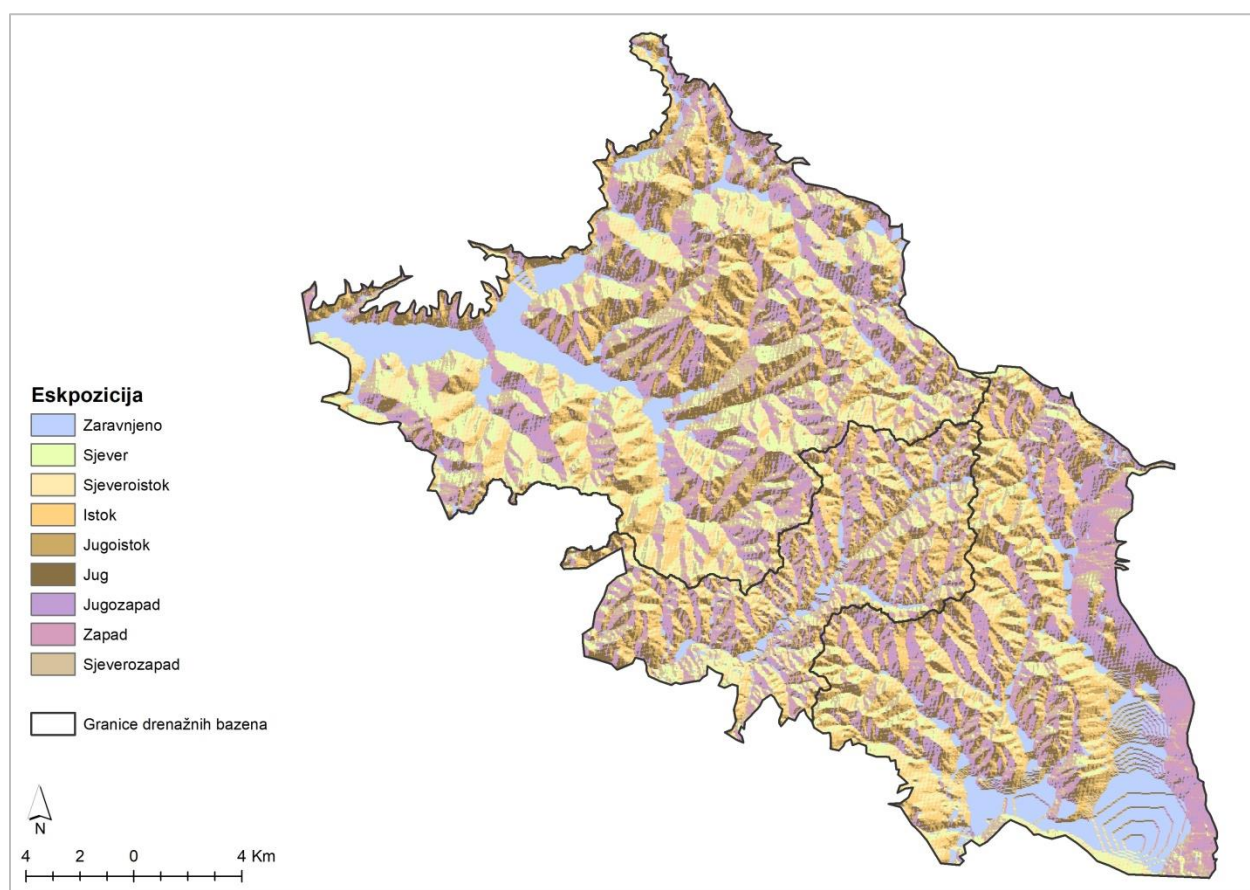 Eskpozicija
Zaravnjeno
Sjever
Sjeveroistok
Istok
Jugoistok
Jug
Jugozapad
Zapad
Sjeverozapad
Granice drenažnih bazena
N
4 2 0 4 Km